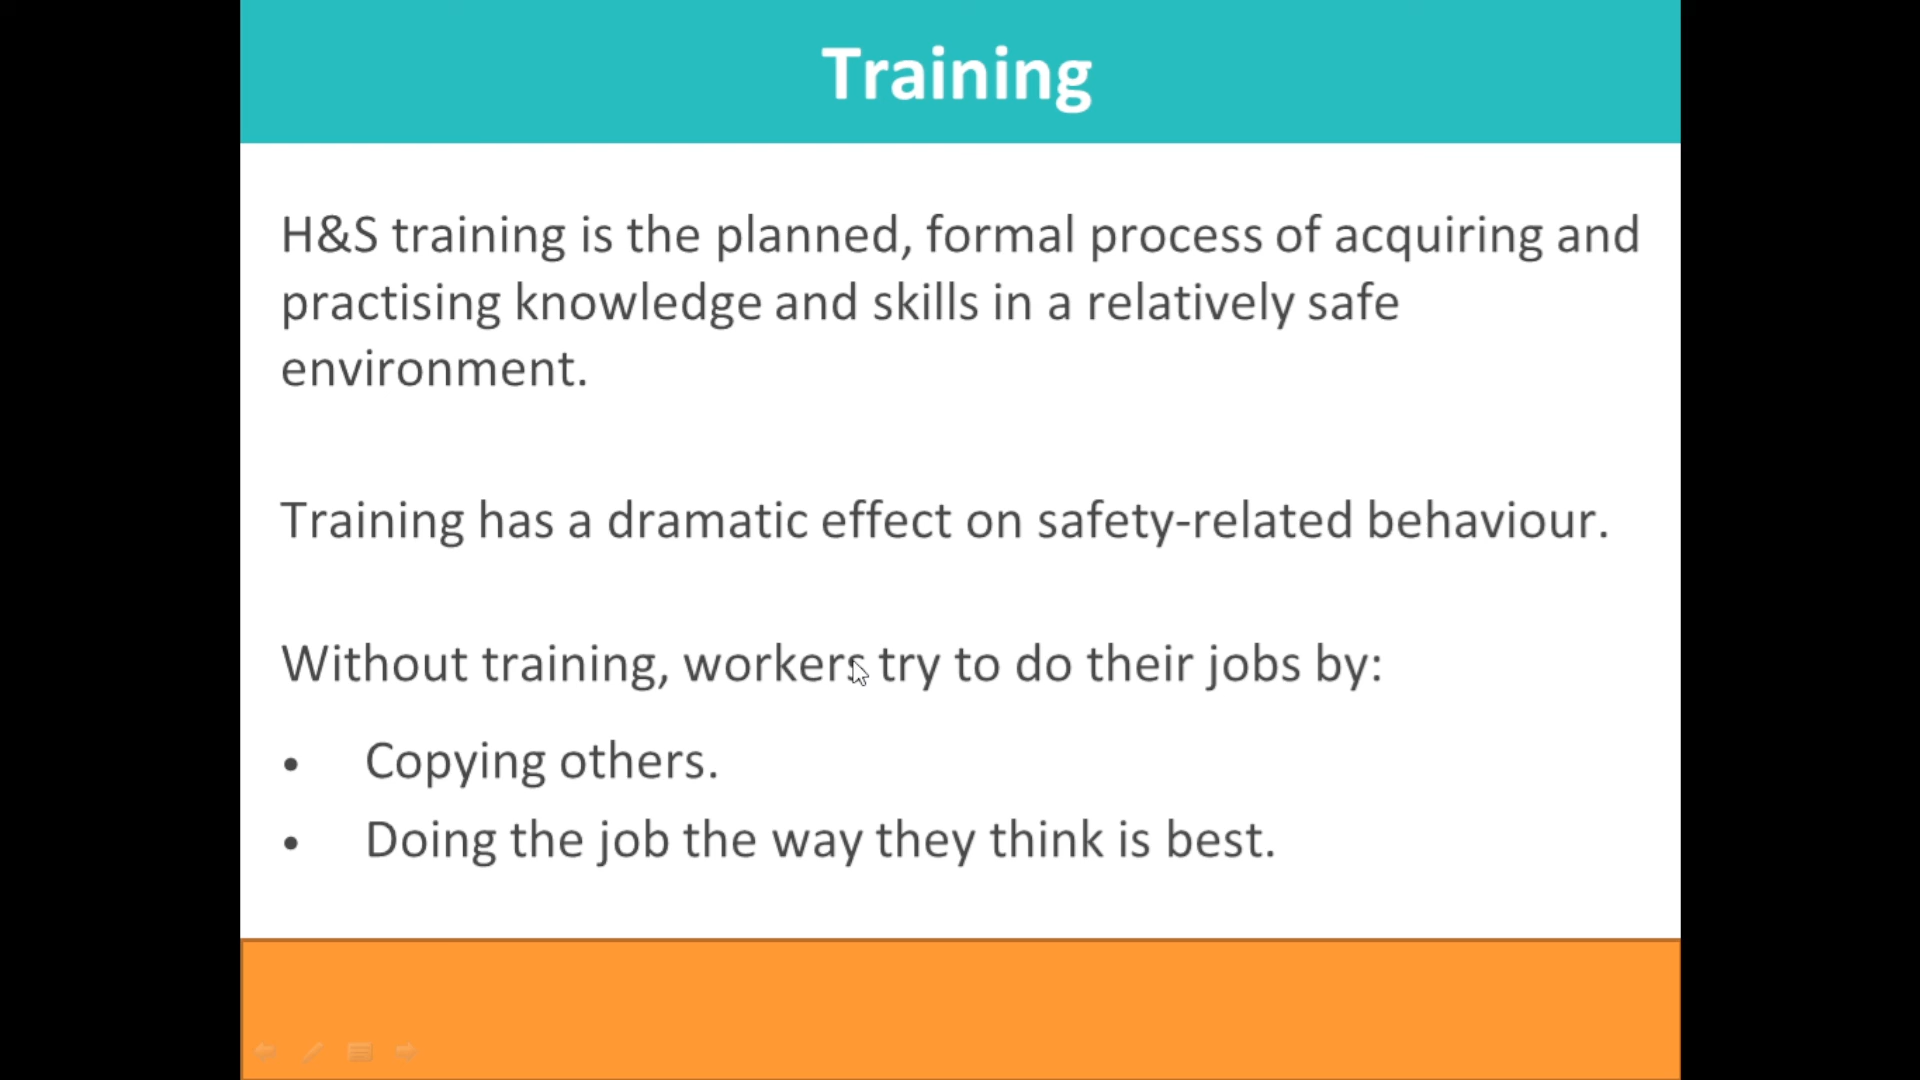 Training
H&S training is the planned, formal process of acquiring and
practising knowledge and skills in a relatively safe
environment.
Training has a dramatic effect on safety-related behaviour.
Without training, workers try to do their jobs by:
• Copying others.
• Doing the job the way they think is best.